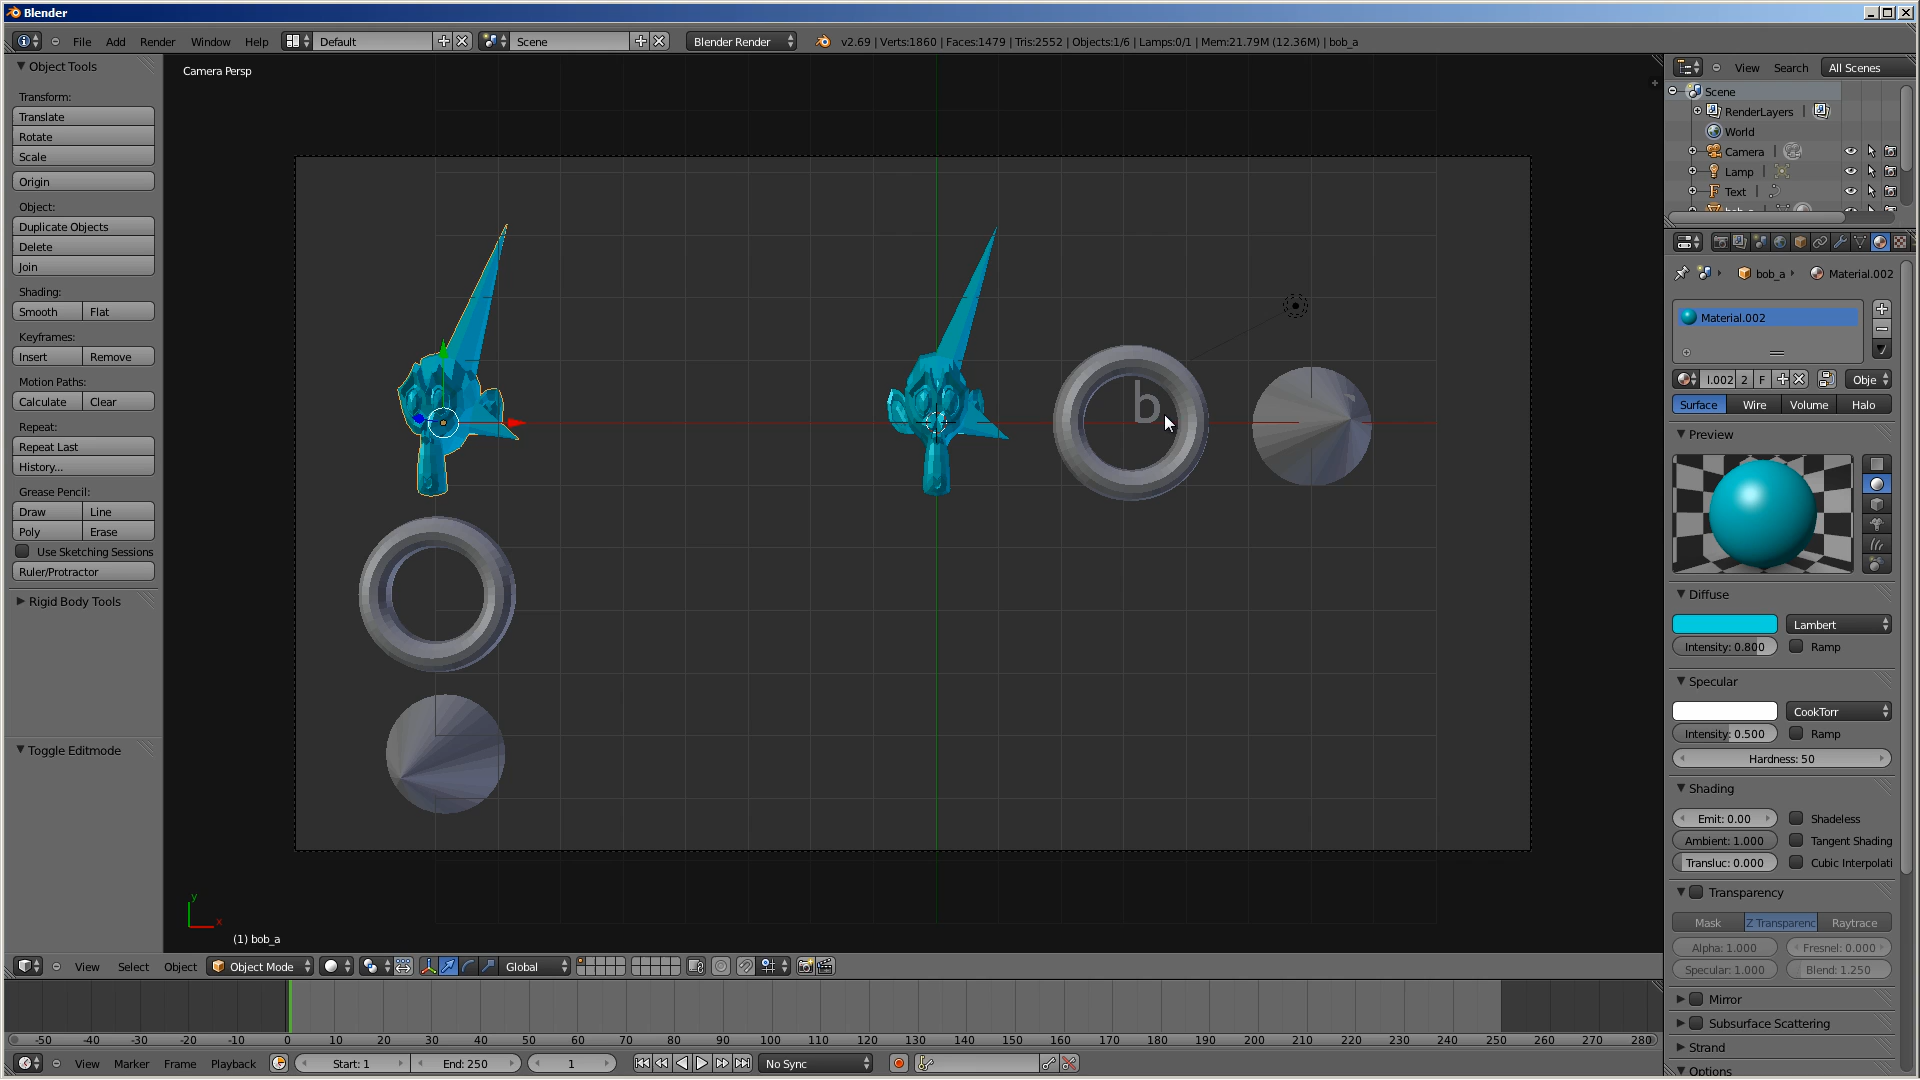 Blender
File Add Render Window Help Default Scene Blender Render v2.69 | Verts:1860 | Faces:1479 | Tris:2552 | Objects:1/6 | Lamps:0/1 | Mem:21.79M (12.36M) | bob_a
Object Tools
Transform:
Translate
Rotate
Scale
Origin
Object:
Duplicate Objects
Delete
Join
Shading:
Smooth Flat
Keyframes:
Insert Remove
Motion Paths:
Calculate Clear
Repeat:
Repeat Last
History...
Grease Pencil:
Draw Line
Poly Erase
Use Sketching Sessions
Ruler/Protractor
Rigid Body Tools
Toggle Editmode
Camera Persp
b
y
x
(1) bob_a
View Search All Scenes
Scene
RenderLayers
World
Camera
Lamp
Text
bob_a Material.002
Material.002
I.002 2 F Obje
Surface Wire Volume Halo
Preview
Diffuse
Lambert
Intensity: 0.800 Ramp
Specular
CookTorr
Intensity: 0.500 Ramp
Hardness: 50
Shading
Emit: 0.00 Shadeless
Ambient: 1.000 Tangent Shading
Transluc: 0.000 Cubic Interpolati
Transparency
Mask Z Transparenc Raytrace
Alpha: 1.000 Fresnel: 0.000
Specular: 1.000 Blend: 1.250
Mirror
Subsurface Scattering
Strand
Options
View Select Object Object Mode Global
-50 -40 -30 -20 -10 0 10 20 30 40 50 60 70 80 90 100 110 120 130 140 150 160 170 180 190 200 210 220 230 240 250 260 270 280
View Marker Frame Playback Start: 1 End: 250 1 No Sync